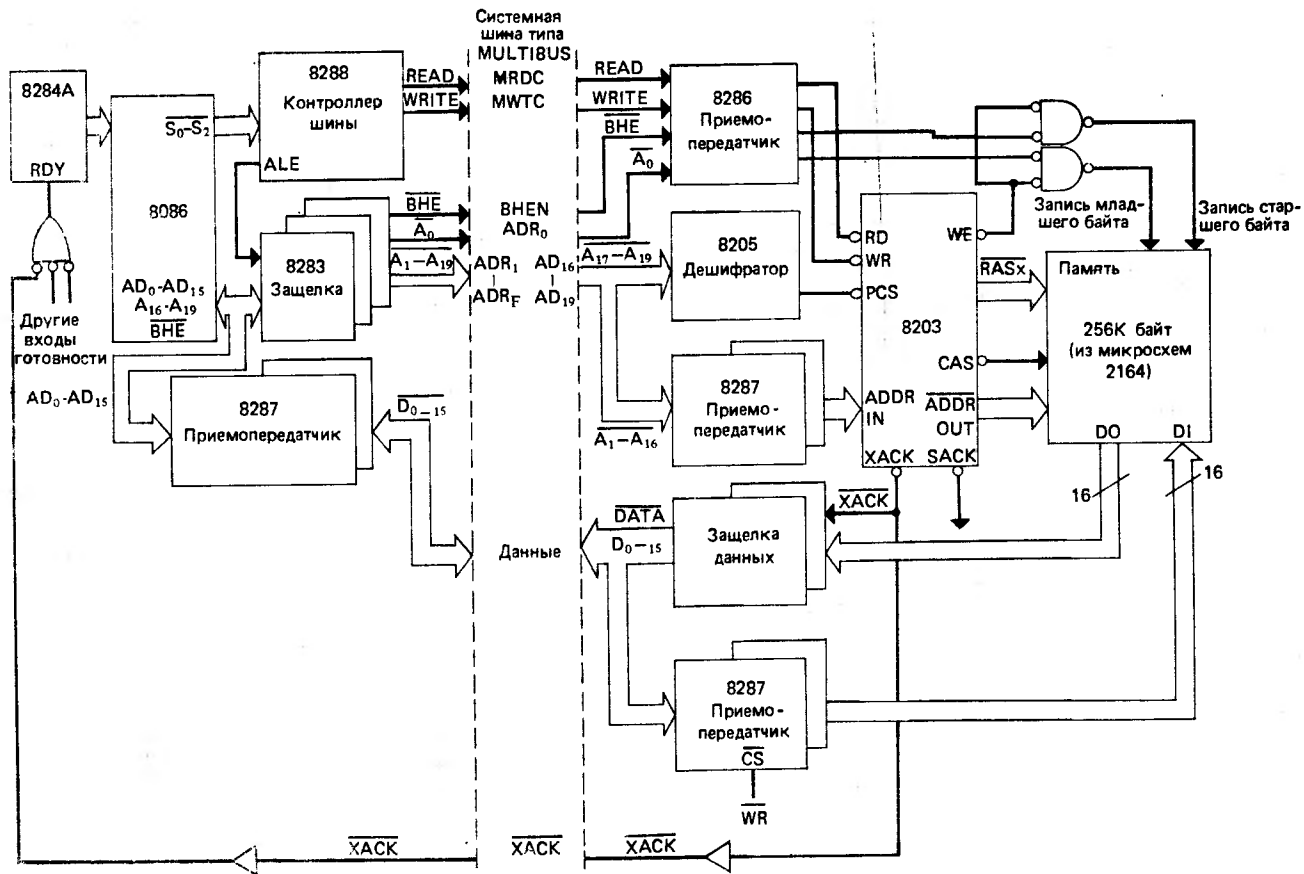 Системная
шина типа
MULTIBUS
8284A
RDY
8086
S₀-S₂
AD₀-AD₁₅
A₁₆-A₁₉
BHE
8288
Контроллер
шины
ALE
READ
WRITE
MRDC
MWTC
READ
WRITE
BHE
A₀
8286
Приемо-
передатчик
8283
Защелка
BHE
A₀
A₁-A₁₉
BHEN
ADR₀
ADR₁
ADR_F
AD₁₆
AD₁₉
A₁₇-A₁₉
8205
Дешифратор
RD
WR
PCS
WE
8203
CAS
ADDR
IN
ADDR
OUT
XACK
SACK
RASx
Запись млад-
шего байта
Запись стар-
шего байта
Память
256К байт
(из микросхем
2164)
DO
DI
16
16
Другие
входы
готовности
AD₀-AD₁₅
8287
Приемопередатчик
D₀₋₁₅
A₁-A₁₆
8287
Приемо-
передатчик
Данные
DATA
D₀₋₁₅
XACK
Защелка
данных
8287
Приемо-
передатчик
CS
WR
XACK
XACK
XACK